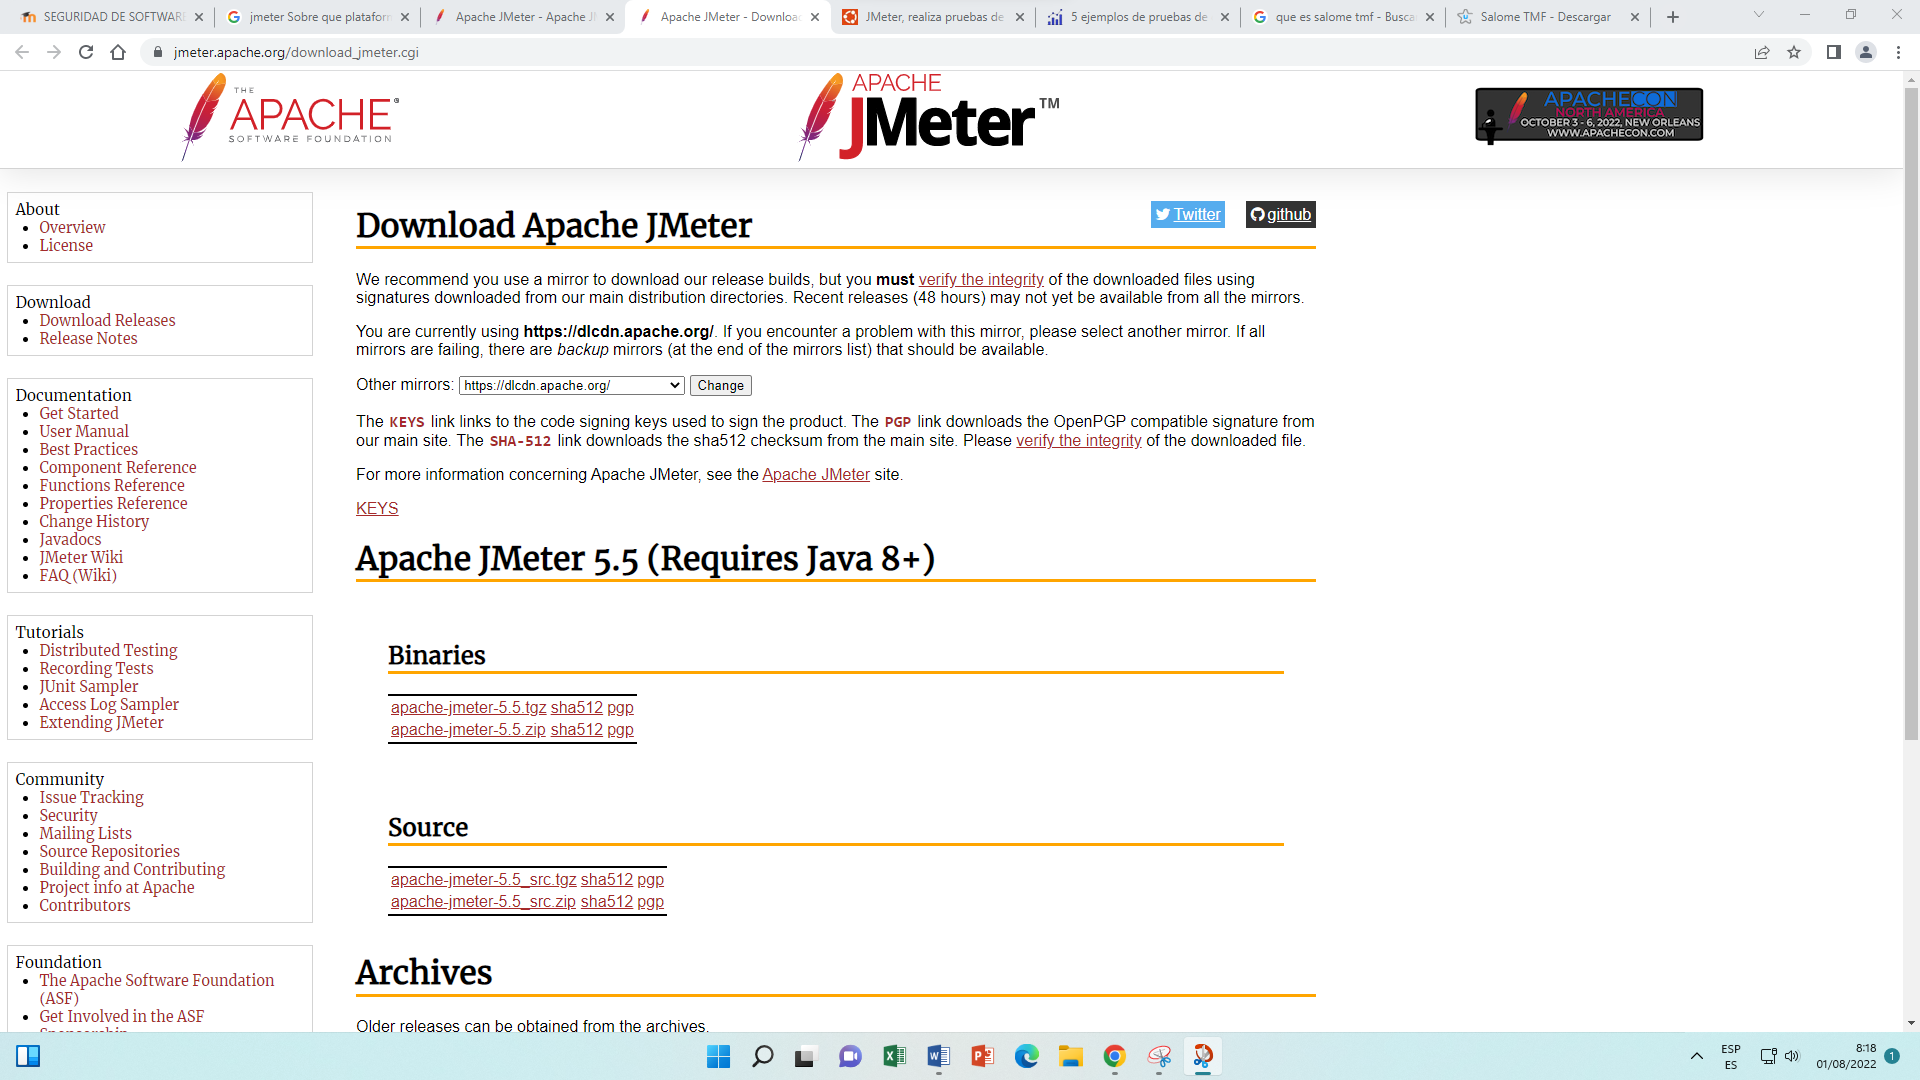 SEGURIDAD DE SOFTWARE
jmeter Sobre que plataform
Apache JMeter - Apache J
Apache JMeter - Download
JMeter, realiza pruebas de
5 ejemplos de pruebas de
que es salome tmf - Busca
Salome TMF - Descargar
jmeter.apache.org/download_jmeter.cgi
THE
APACHE
SOFTWARE FOUNDATION
APACHE
JMeter™
APACHECON
NORTH AMERICA
OCTOBER 3 - 6, 2022, NEW ORLEANS
WWW.APACHECON.COM
About
Overview
License
Download
Download Releases
Release Notes
Documentation
Get Started
User Manual
Best Practices
Component Reference
Functions Reference
Properties Reference
Change History
Javadocs
JMeter Wiki
FAQ (Wiki)
Tutorials
Distributed Testing
Recording Tests
JUnit Sampler
Access Log Sampler
Extending JMeter
Community
Issue Tracking
Security
Mailing Lists
Source Repositories
Building and Contributing
Project info at Apache
Contributors
Foundation
The Apache Software Foundation
(ASF)
Get Involved in the ASF
Sponsorship
Download Apache JMeter
Twitter
github
We recommend you use a mirror to download our release builds, but you must verify the integrity of the downloaded files using
signatures downloaded from our main distribution directories. Recent releases (48 hours) may not yet be available from all the mirrors.
You are currently using https://dlcdn.apache.org/. If you encounter a problem with this mirror, please select another mirror. If all
mirrors are failing, there are backup mirrors (at the end of the mirrors list) that should be available.
Other mirrors: https://dlcdn.apache.org/ Change
The KEYS link links to the code signing keys used to sign the product. The PGP link downloads the OpenPGP compatible signature from
our main site. The SHA-512 link downloads the sha512 checksum from the main site. Please verify the integrity of the downloaded file.
For more information concerning Apache JMeter, see the Apache JMeter site.
KEYS
Apache JMeter 5.5 (Requires Java 8+)
Binaries
apache-jmeter-5.5.tgz sha512 pgp
apache-jmeter-5.5.zip sha512 pgp
Source
apache-jmeter-5.5_src.tgz sha512 pgp
apache-jmeter-5.5_src.zip sha512 pgp
Archives
Older releases can be obtained from the archives.
ESP
ES
8:18
01/08/2022
1